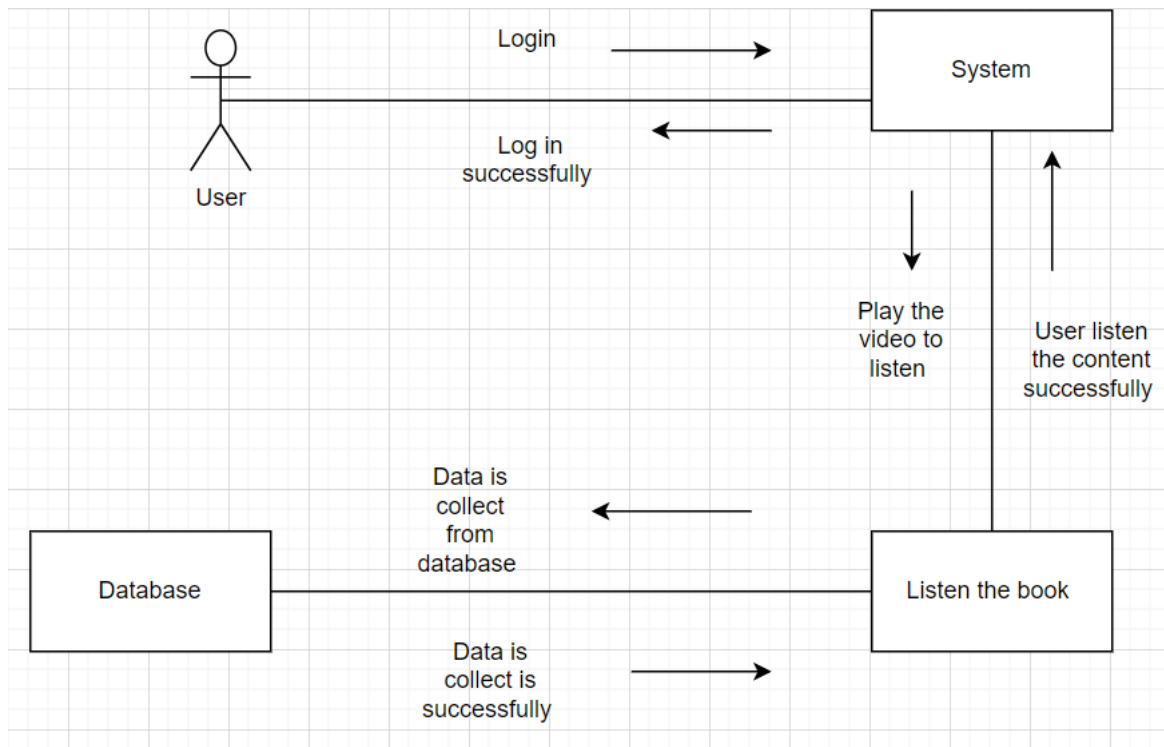 Login
System
Log in
successfully
User
Play the
video to
listen
User listen
the content
successfully
Data is
collect
from
database
Database
Listen the book
Data is
collect is
successfully